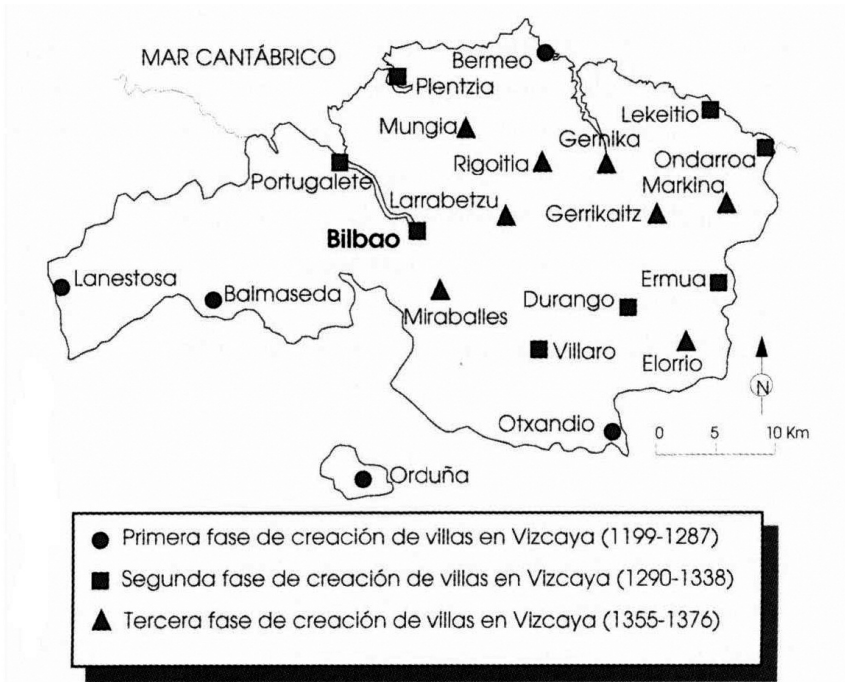 MAR CANTÁBRICO
Bermeo
Plentzia
Lekeitio
Mungia
Gernika
Rigoitia
Ondarroa
Portugalete
Markina
Larrabetzu
Gerrikaitz
Bilbao
Lanestosa
Ermua
Balmaseda
Durango
Miraballes
Villaro
Elorrio
N
Otxandio
0 5 10 Km
Orduña
Primera fase de creación de villas en Vizcaya (1199-1287)
Segunda fase de creación de villas en Vizcaya (1290-1338)
Tercera fase de creación de villas en Vizcaya (1355-1376)